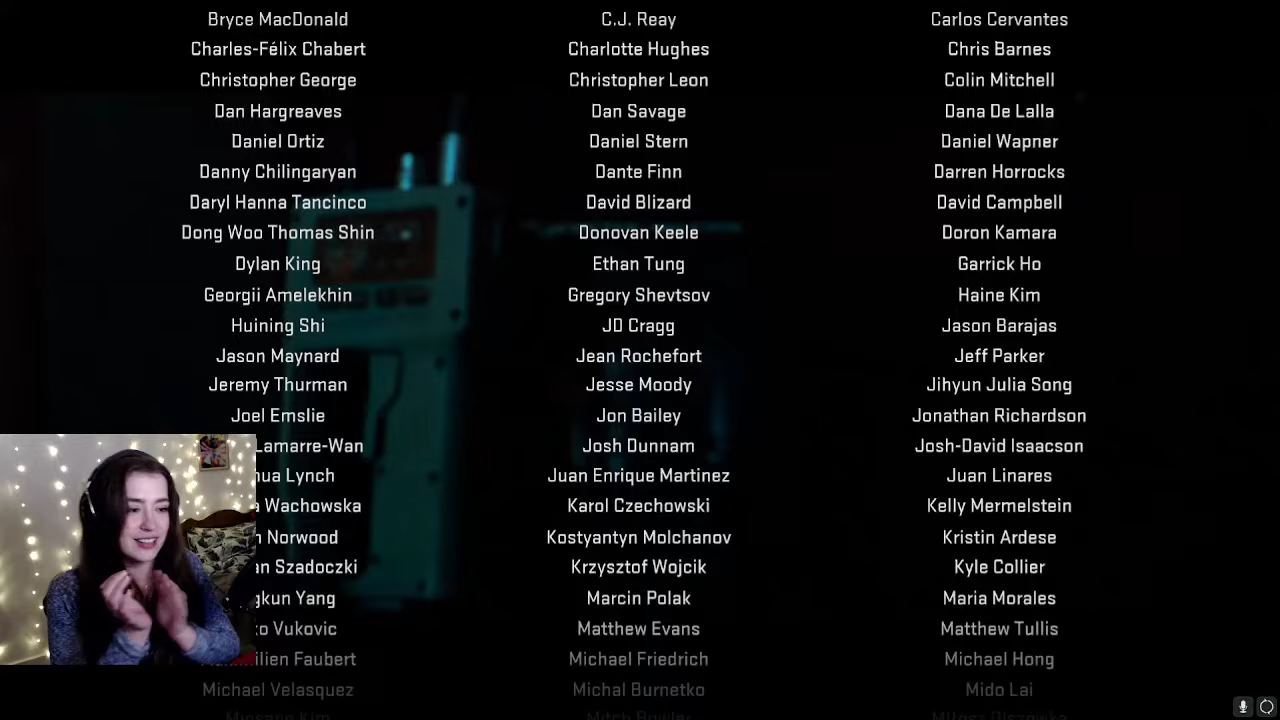 Bryce MacDonald C.J. Reay Carlos Cervantes
Charles-Félix Chabert Charlotte Hughes Chris Barnes
Christopher George Christopher Leon Colin Mitchell
Dan Hargreaves Dan Savage Dana De Lalla
Daniel Ortiz Daniel Stern Daniel Wapner
Danny Chilingaryan Dante Finn Darren Horrocks
Daryl Hanna Tancinco David Blizard David Campbell
Dong Woo Thomas Shin Donovan Keele Doron Kamara
Dylan King Ethan Tung Garrick Ho
Georgii Amelekhin Gregory Shevtsov Haine Kim
Huining Shi JD Cragg Jason Barajas
Jason Maynard Jean Rochefort Jeff Parker
Jeremy Thurman Jesse Moody Jihyun Julia Song
Joel Emslie Jon Bailey Jonathan Richardson
Lamarre-Wan Josh Dunnam Josh-David Isaacson
hua Lynch Juan Enrique Martinez Juan Linares
Wachowska Karol Czechowski Kelly Mermelstein
Norwood Kostyantyn Molchanov Kristin Ardese
an Szadoczki Krzysztof Wojcik Kyle Collier
gkun Yang Marcin Polak Maria Morales
ko Vukovic Matthew Evans Matthew Tullis
ilien Faubert Michael Friedrich Michael Hong
Michael Velasquez Michal Burnetko Mido Lai